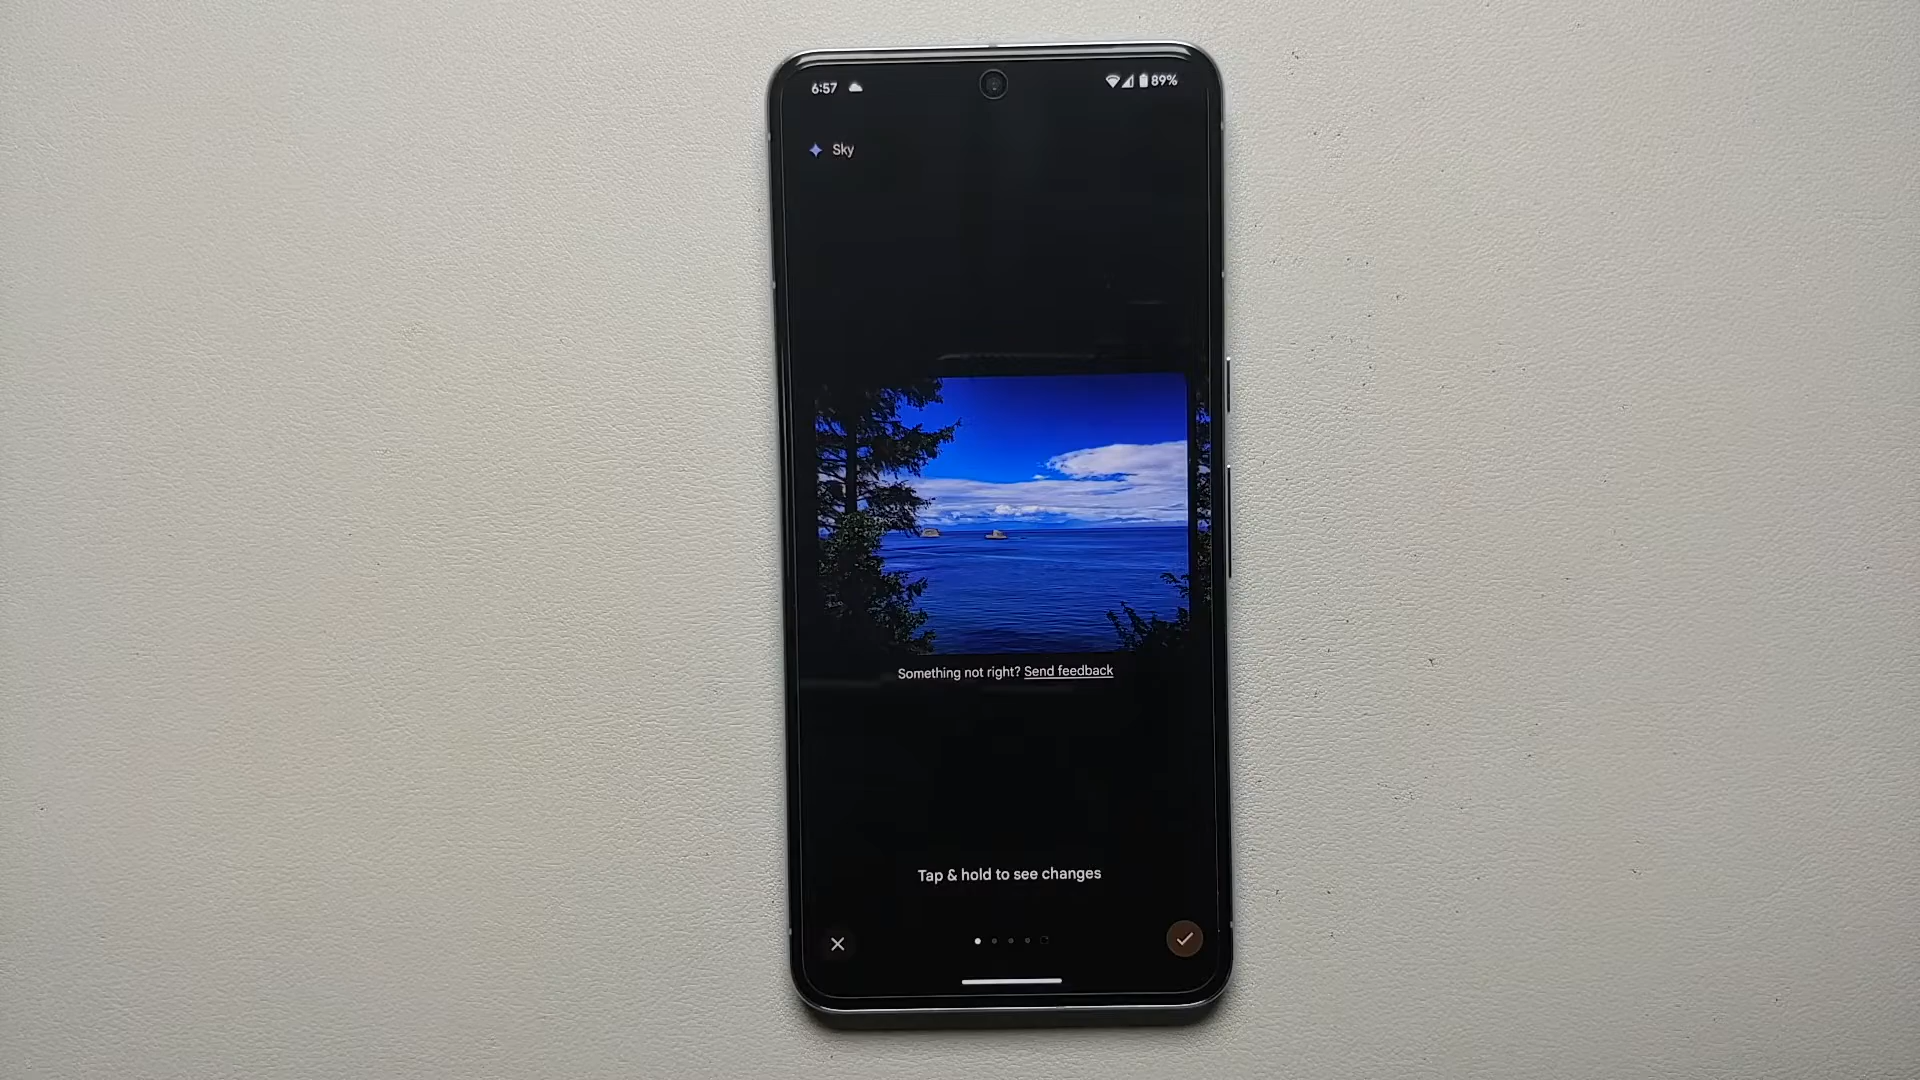 6:57 89%
Sky
Something not right? Send feedback
Tap & hold to see changes